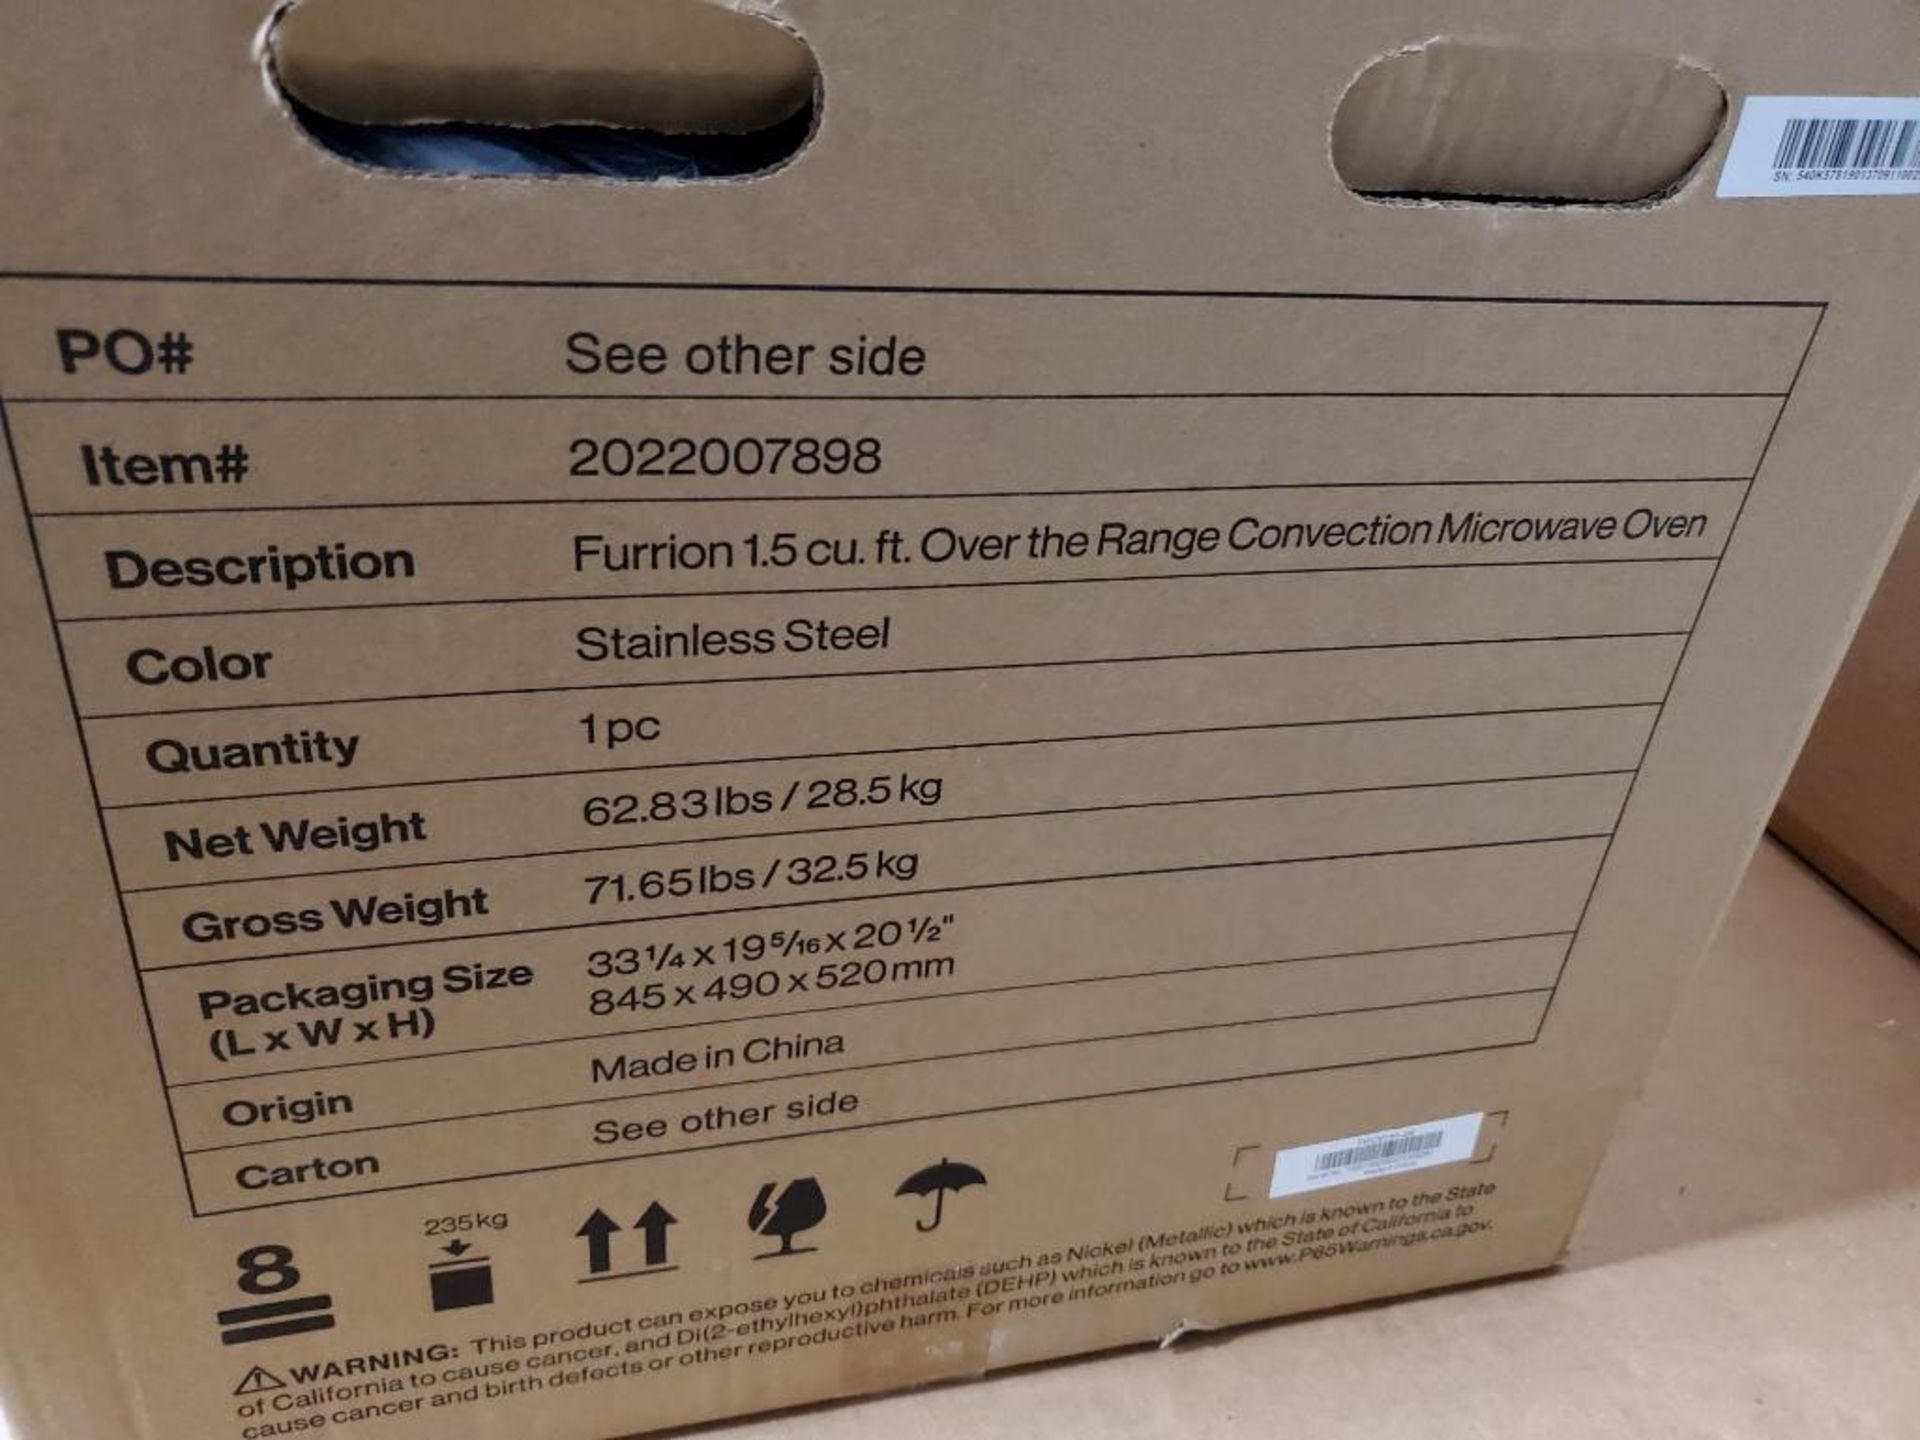 PO# See other side
Item# 2022007898
Description Furrion 1.5 cu. ft. Over the Range Convection Microwave Oven
Color Stainless Steel
Quantity 1 pc
Net Weight 62.83 lbs / 28.5 kg
Gross Weight 71.65 lbs / 32.5 kg
Packaging Size 33 1/4 x 19 5/16 x 20 1/2"
(L x W x H) 845 x 490 x 520 mm
Origin Made in China
Carton See other side
235kg
8
WARNING: This product can expose you to chemicals such as Nickel (Metallic) which is known to the State
of California to cause cancer, and Di(2-ethylhexyl)phthalate (DEHP) which is known to the State of California to
cause cancer and birth defects or other reproductive harm. For more information go to www.P65Warnings.ca.gov.